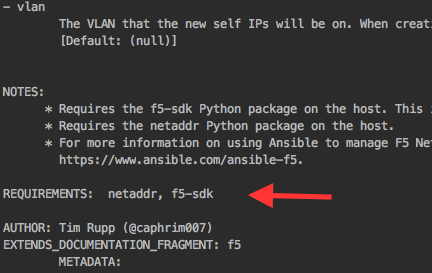 - vlan
The VLAN that the new self IPs will be on. When creati
[Default: (null)]
NOTES:
* Requires the f5-sdk Python package on the host. This i
* Requires the netaddr Python package on the host.
* For more information on using Ansible to manage F5 Net
https://www.ansible.com/ansible-f5.
REQUIREMENTS:  netaddr, f5-sdk
AUTHOR: Tim Rupp (@caphrim007)
EXTENDS_DOCUMENTATION_FRAGMENT: f5
METADATA: